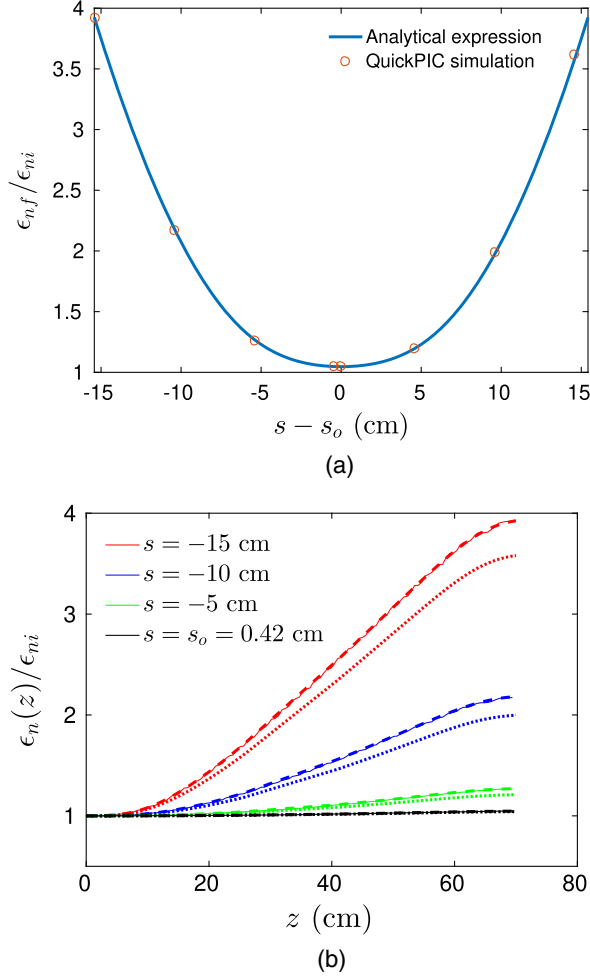 4
3.5
3
2.5
2
1.5
1
ϵnf/ϵni
Analytical expression
QuickPIC simulation
-15 -10 -5 0 5 10 15
s − so (cm)
(a)
4
3
2
1
ϵn(z)/ϵni
s = −15 cm
s = −10 cm
s = −5 cm
s = so = 0.42 cm
0 20 40 60 80
z (cm)
(b)